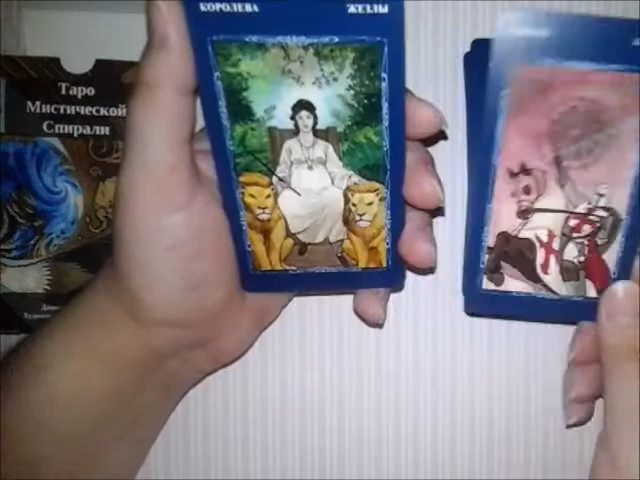 КОРОЛЕВА
ЖЕЗЛЫ
Таро
Мистической
Спирали